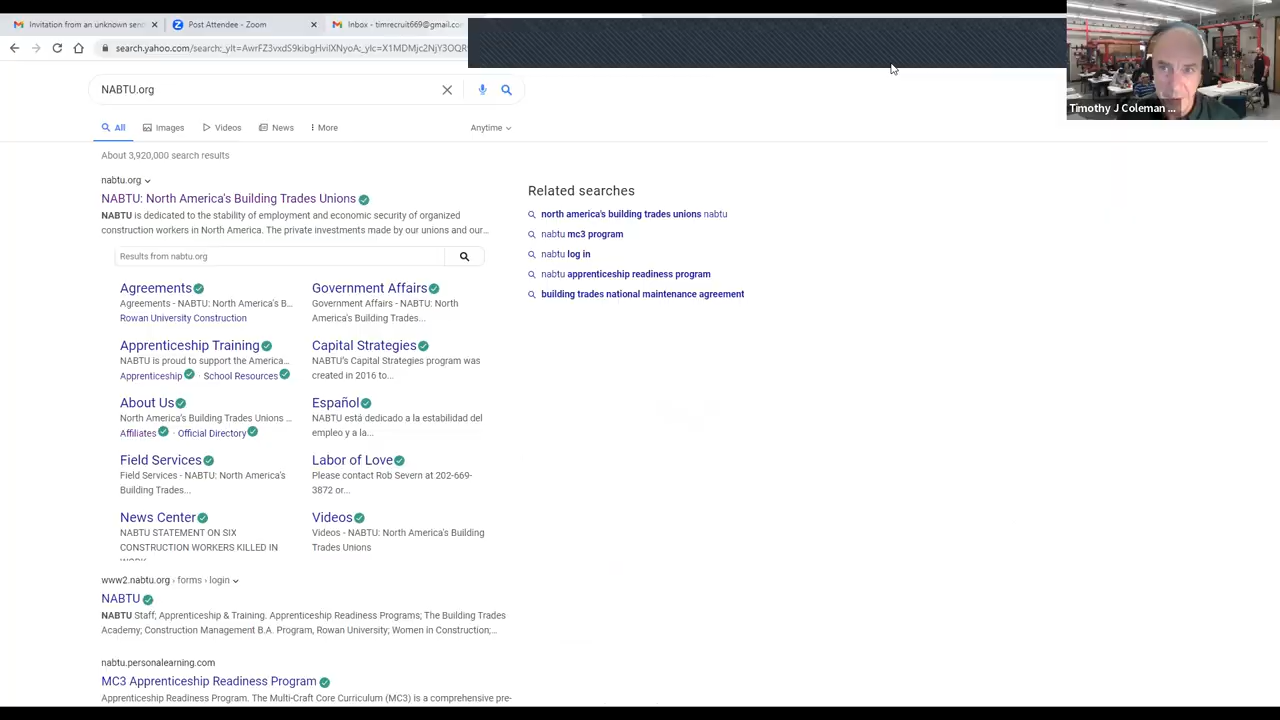 Invitation from an unknown send
Post Attendee - Zoom
Inbox - timrecruit669@gmail.co
search.yahoo.com/search;_ylt=AwrFZ3vxdS9kibgHvilXNyoA;_ylc=X1MDMjc2NjY3OQR
Timothy J Coleman ...
NABTU.org
All
Images
Videos
News
More
Anytime
About 3,920,000 search results
nabtu.org
NABTU: North America's Building Trades Unions
NABTU is dedicated to the stability of employment and economic security of organized
construction workers in North America. The private investments made by our unions and our...
Results from nabtu.org
Agreements
Agreements - NABTU: North America's B...
Rowan University Construction
Government Affairs
Government Affairs - NABTU: North
America's Building Trades...
Apprenticeship Training
NABTU is proud to support the America...
Apprenticeship · School Resources
Capital Strategies
NABTU's Capital Strategies program was
created in 2016 to...
About Us
North America's Building Trades Unions ...
Affiliates · Official Directory
Español
NABTU está dedicado a la estabilidad del
empleo y a la...
Field Services
Field Services - NABTU: North America's
Building Trades...
Labor of Love
Please contact Rob Severn at 202-669-
3872 or...
News Center
NABTU STATEMENT ON SIX
CONSTRUCTION WORKERS KILLED IN
Videos
Videos - NABTU: North America's Building
Trades Unions
www2.nabtu.org › forms › login
NABTU
NABTU Staff; Apprenticeship & Training. Apprenticeship Readiness Programs; The Building Trades
Academy; Construction Management B.A. Program, Rowan University; Women in Construction;...
nabtu.personalearning.com
MC3 Apprenticeship Readiness Program
Apprenticeship Readiness Program. The Multi-Craft Core Curriculum (MC3) is a comprehensive pre-
Related searches
north america's building trades unions nabtu
nabtu mc3 program
nabtu log in
nabtu apprenticeship readiness program
building trades national maintenance agreement